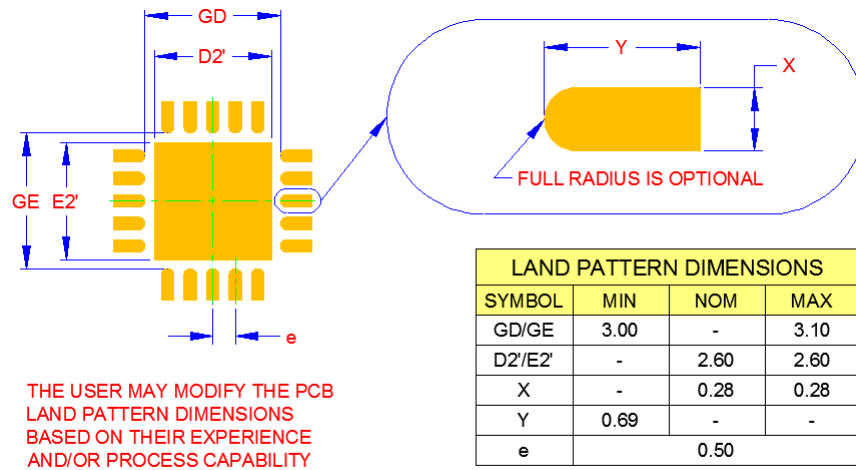 GD
D2'
GE E2'
e
Y
X
FULL RADIUS IS OPTIONAL
THE USER MAY MODIFY THE PCB
LAND PATTERN DIMENSIONS
BASED ON THEIR EXPERIENCE
AND/OR PROCESS CAPABILITY
LAND PATTERN DIMENSIONS
SYMBOL MIN NOM MAX
GD/GE 3.00 - 3.10
D2'/E2' - 2.60 2.60
X - 0.28 0.28
Y 0.69 - -
e 0.50